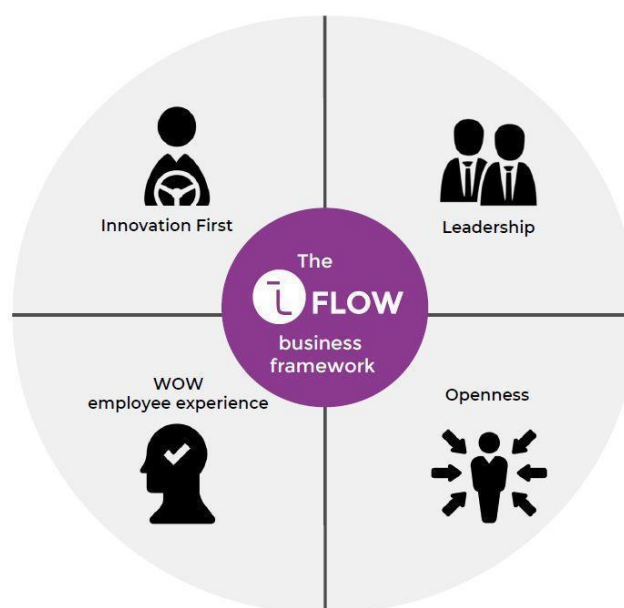 Innovation First
Leadership
The
ī FLOW
business
framework
WOW
employee experience
Openness